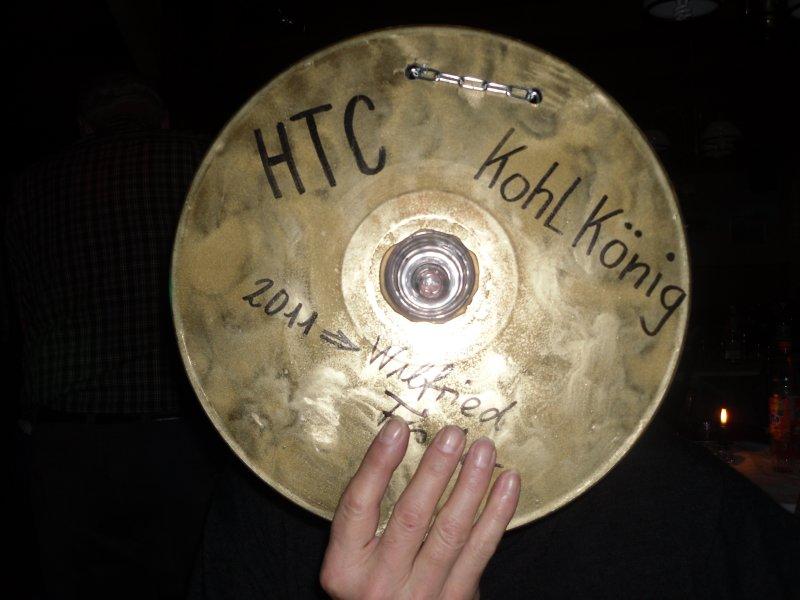 HTC
Kohl König
2011 ⇒ Wilfried